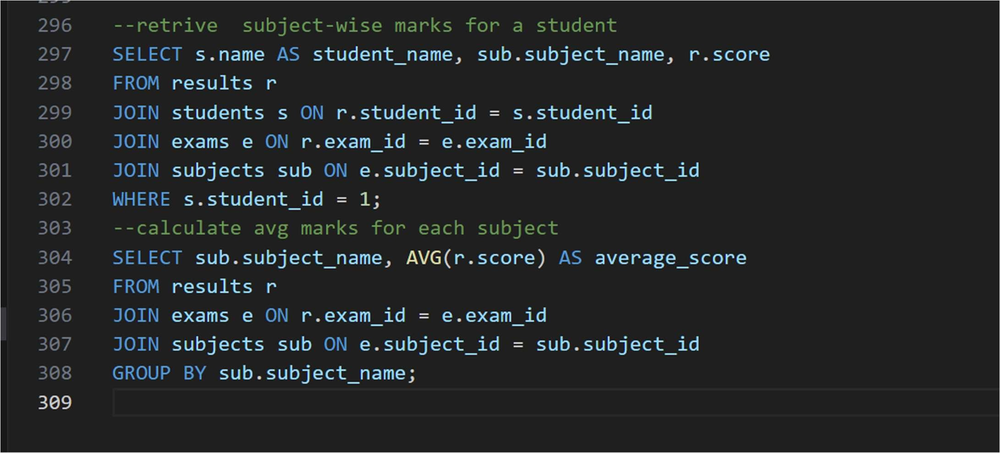 296 --retrive  subject-wise marks for a student
297 SELECT s.name AS student_name, sub.subject_name, r.score
298 FROM results r
299 JOIN students s ON r.student_id = s.student_id
300 JOIN exams e ON r.exam_id = e.exam_id
301 JOIN subjects sub ON e.subject_id = sub.subject_id
302 WHERE s.student_id = 1;
303 --calculate avg marks for each subject
304 SELECT sub.subject_name, AVG(r.score) AS average_score
305 FROM results r
306 JOIN exams e ON r.exam_id = e.exam_id
307 JOIN subjects sub ON e.subject_id = sub.subject_id
308 GROUP BY sub.subject_name;
309